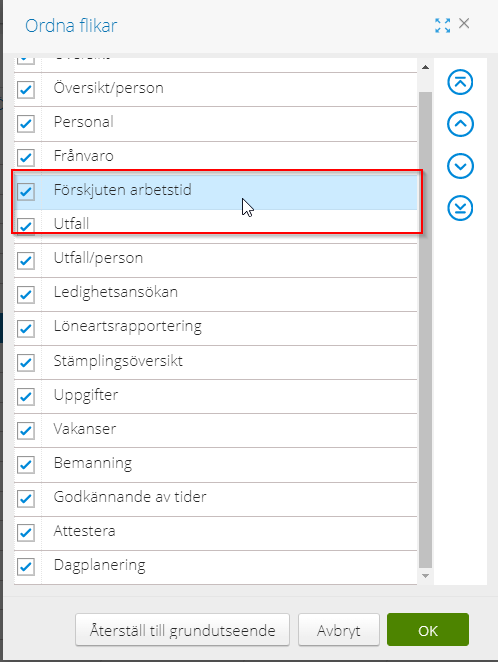 Ordna flikar
Översikt
Översikt/person
Personal
Frånvaro
Förskjuten arbetstid
Utfall
Utfall/person
Ledighetsansökan
Löneartsrapportering
Stämplingsöversikt
Uppgifter
Vakanser
Bemanning
Godkännande av tider
Attestera
Dagplanering
Återställ till grundutseende
Avbryt
OK